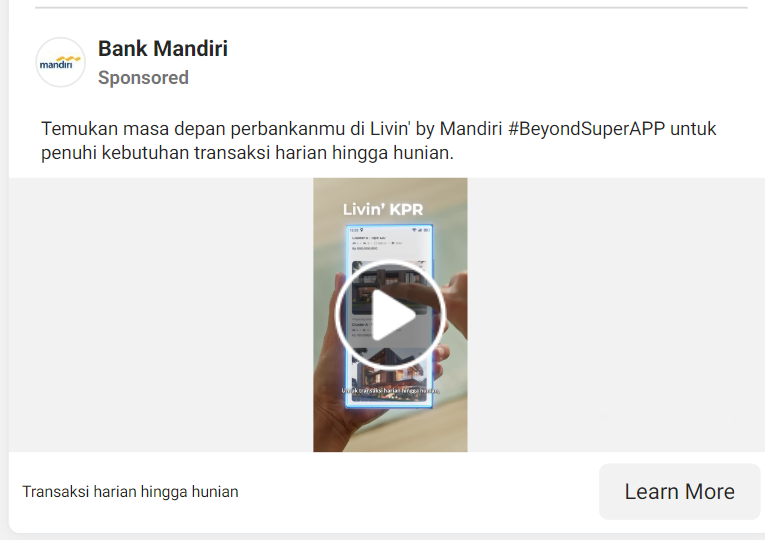 mandiri
Bank Mandiri
Sponsored
Temukan masa depan perbankanmu di Livin' by Mandiri #BeyondSuperAPP untuk
penuhi kebutuhan transaksi harian hingga hunian.
Livin' KPR
Untuk transaksi harian hingga hunian,
Transaksi harian hingga hunian
Learn More